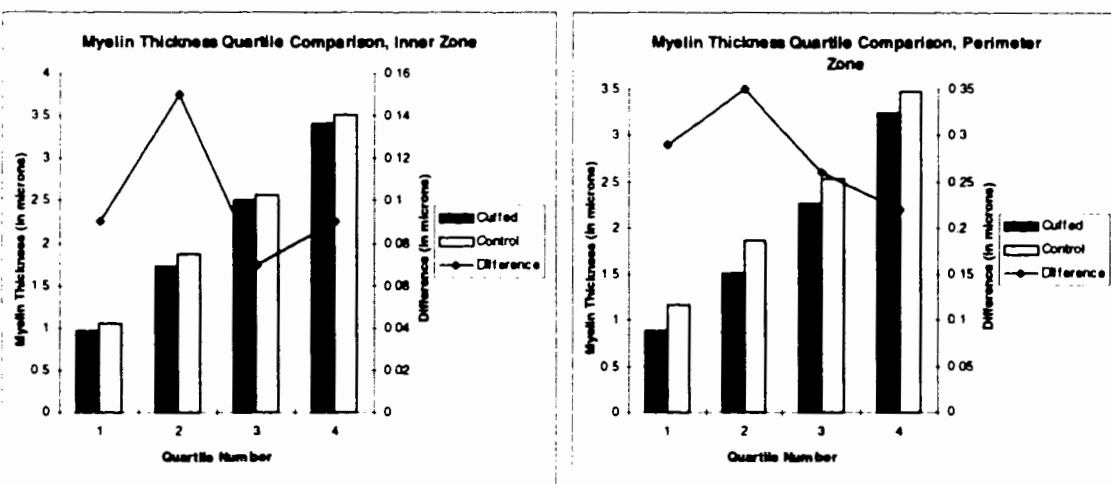 Myelin Thickness Quartile Comparison, Inner Zone
4
3.5
3
2.5
2
1.5
1
0 5
0
0.16
0.14
0.12
0.1
0.08
0.06
0.04
0.02
0
Myelin Thickness (in microns)
Difference (in microns)
Cuffed
Control
Difference
1 2 3 4
Quartile Number
Myelin Thickness Quartile Comparison, Perimeter
Zone
3.5
3
2.5
2
1.5
1
0 5
0
0.35
0.3
0.25
0.2
0.15
0.1
0.05
0
Myelin Thickness (in microns)
Difference (in microns)
Cuffed
Control
Difference
1 2 3 4
Quartile Number